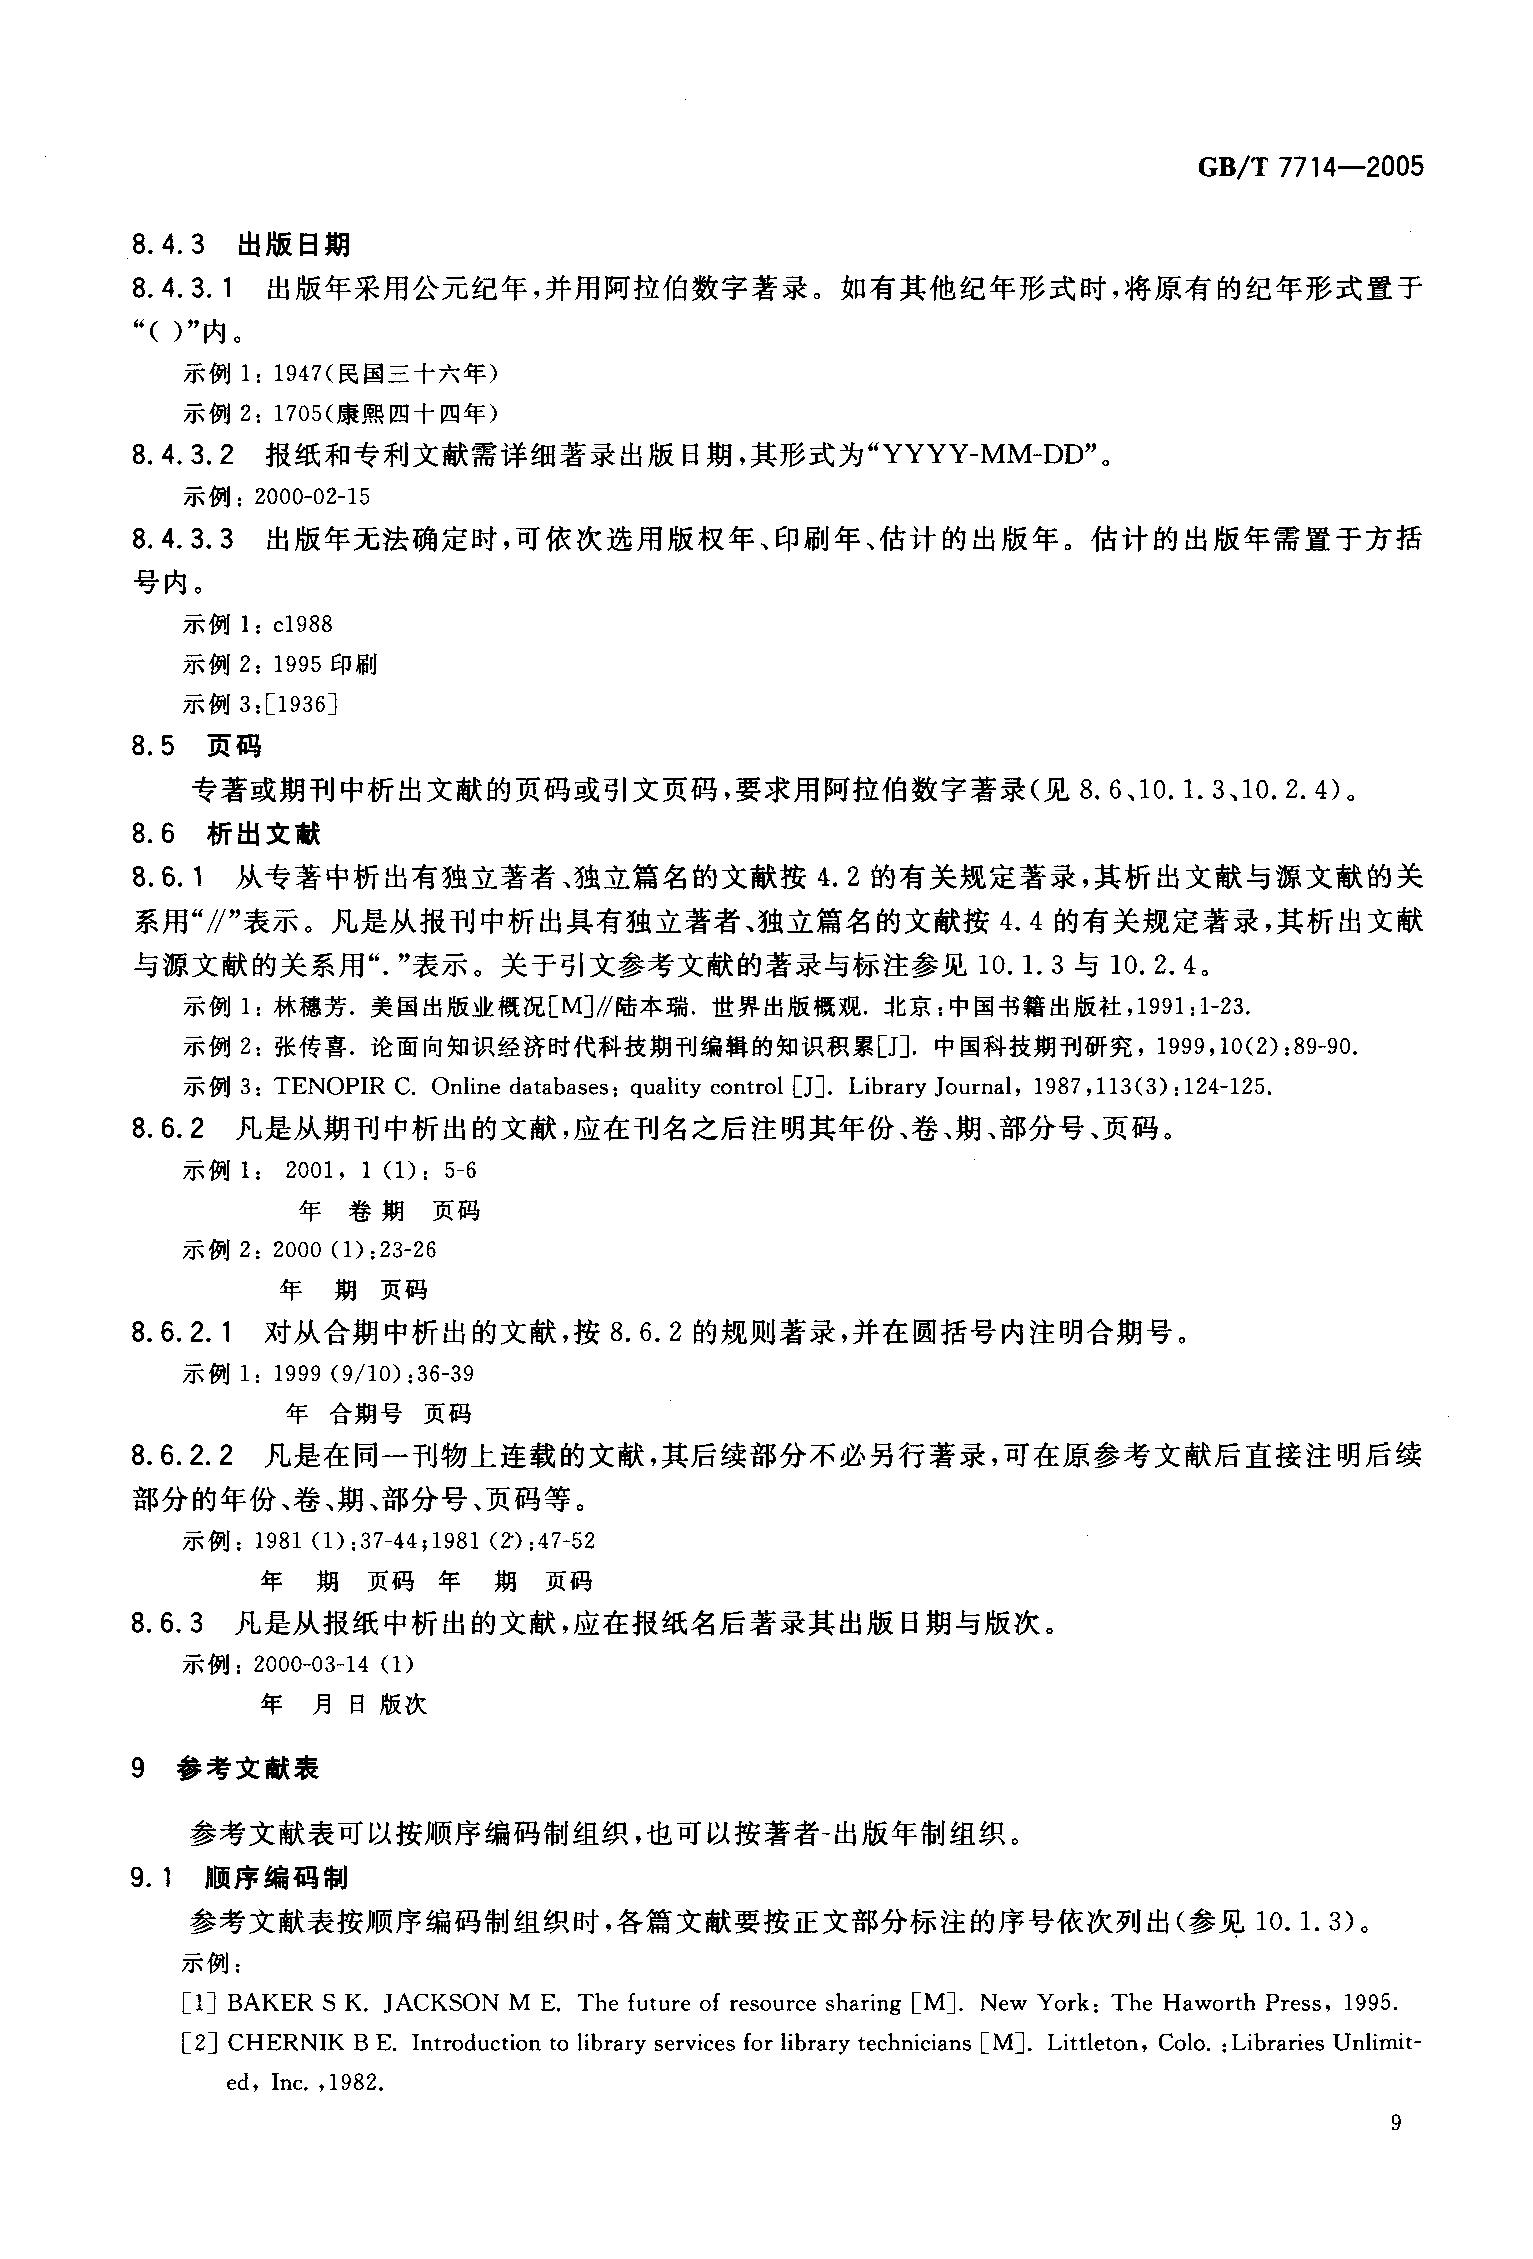 GB/T 7714—2005
8.4.3 出版日期
8.4.3.1 出版年采用公元纪年,并用阿拉伯数字著录。如有其他纪年形式时,将原有的纪年形式置于
“( )”内。
示例 1: 1947(民国三十六年)
示例 2: 1705(康熙四十四年)
8.4.3.2 报纸和专利文献需详细著录出版日期,其形式为“YYYY-MM-DD”。
示例: 2000-02-15
8.4.3.3 出版年无法确定时,可依次选用版权年、印刷年、估计的出版年。估计的出版年需置于方括
号内。
示例 1: c1988
示例 2: 1995 印刷
示例 3:[1936]
8.5 页码
专著或期刊中析出文献的页码或引文页码,要求用阿拉伯数字著录(见 8.6、10.1.3、10.2.4)。
8.6 析出文献
8.6.1 从专著中析出有独立著者、独立篇名的文献按 4.2 的有关规定著录,其析出文献与源文献的关
系用“//”表示。凡是从报刊中析出具有独立著者、独立篇名的文献按 4.4 的有关规定著录,其析出文献
与源文献的关系用“.”表示。关于引文参考文献的著录与标注参见 10.1.3 与 10.2.4。
示例 1: 林穗芳. 美国出版业概况[M]//陆本瑞. 世界出版概观. 北京:中国书籍出版社,1991:1-23.
示例 2: 张传喜. 论面向知识经济时代科技期刊编辑的知识积累[J]. 中国科技期刊研究, 1999,10(2):89-90.
示例 3: TENOPIR C. Online databases: quality control [J]. Library Journal, 1987,113(3):124-125.
8.6.2 凡是从期刊中析出的文献,应在刊名之后注明其年份、卷、期、部分号、页码。
示例 1: 2001, 1 (1): 5-6
年 卷 期 页码
示例 2: 2000 (1):23-26
年 期 页码
8.6.2.1 对从合期中析出的文献,按 8.6.2 的规则著录,并在圆括号内注明合期号。
示例 1: 1999 (9/10):36-39
年 合期号 页码
8.6.2.2 凡是在同一刊物上连载的文献,其后续部分不必另行著录,可在原参考文献后直接注明后续
部分的年份、卷、期、部分号、页码等。
示例: 1981 (1):37-44;1981 (2):47-52
年 期 页码 年 期 页码
8.6.3 凡是从报纸中析出的文献,应在报纸名后著录其出版日期与版次。
示例: 2000-03-14 (1)
年 月 日 版次
9 参考文献表
参考文献表可以按顺序编码制组织,也可以按著者-出版年制组织。
9.1 顺序编码制
参考文献表按顺序编码制组织时,各篇文献要按正文部分标注的序号依次列出(参见 10.1.3)。
示例:
[1] BAKER S K. JACKSON M E. The future of resource sharing [M]. New York: The Haworth Press, 1995.
[2] CHERNIK B E. Introduction to library services for library technicians [M]. Littleton, Colo. :Libraries Unlimit-
ed, Inc. ,1982.
9